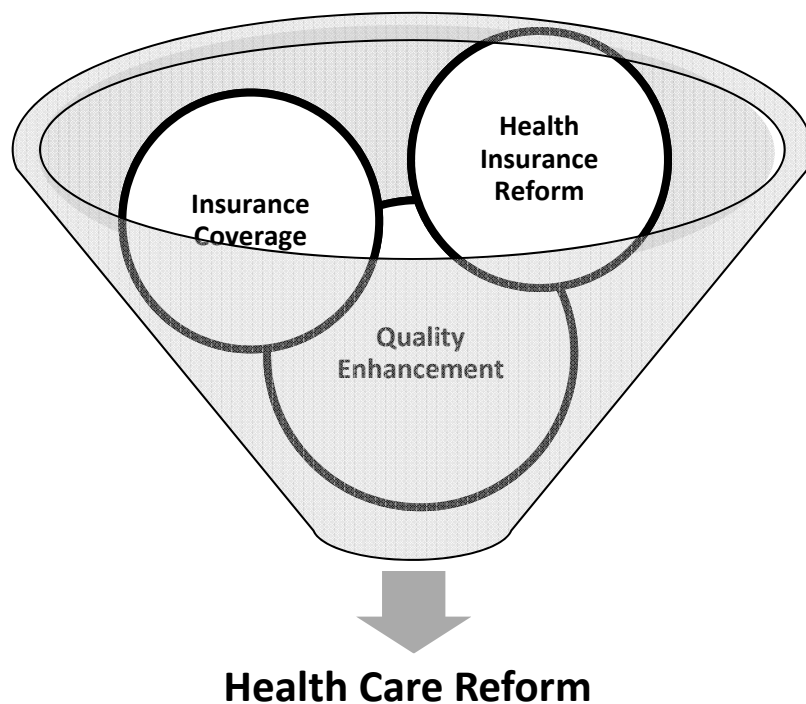 Health
Insurance
Reform
Insurance
Coverage
Quality
Enhancement
Health Care Reform